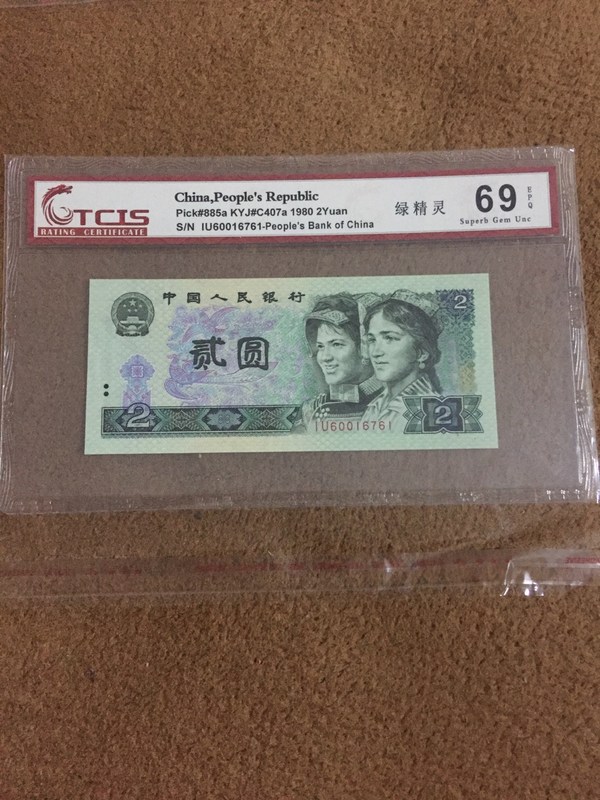 TCIS
RATING CERTIFICATE
China,People's Republic
Pick#885a KYJ#C407a 1980 2Yuan
S/N IU60016761-People's Bank of China
绿精灵
69 EPQ
Superb Gem Unc
中国人民银行
2
贰圆
2
IU60016761
2